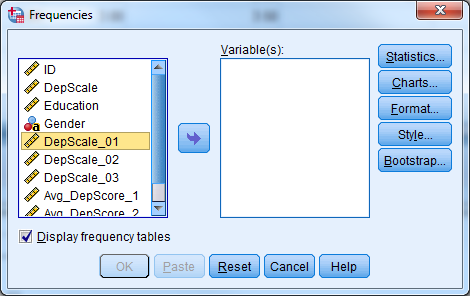 Frequencies
Variable(s):
ID
DepScale
Education
Gender
DepScale_01
DepScale_02
DepScale_03
Avg_DepScore_1
Avg_DepScore_2
Statistics...
Charts...
Format...
Style...
Bootstrap...
Display frequency tables
OK Paste Reset Cancel Help